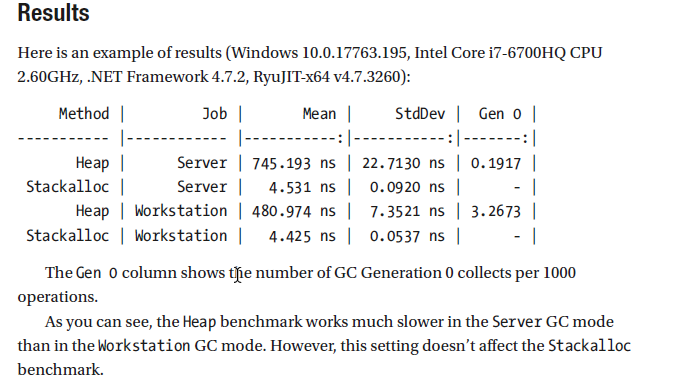 Results
Here is an example of results (Windows 10.0.17763.195, Intel Core i7-6700HQ CPU
2.60GHz, .NET Framework 4.7.2, RyuJIT-x64 v4.7.3260):
Method | Job | Mean | StdDev | Gen 0 |
----------- |------------ |-----------:|-----------:|-------:|
Heap | Server | 745.193 ns | 22.7130 ns | 0.1917 |
Stackalloc | Server | 4.531 ns | 0.0920 ns | - |
Heap | Workstation | 480.974 ns | 7.3521 ns | 3.2673 |
Stackalloc | Workstation | 4.425 ns | 0.0537 ns | - |
The Gen 0 column shows the number of GC Generation 0 collects per 1000
operations.
As you can see, the Heap benchmark works much slower in the Server GC mode
than in the Workstation GC mode. However, this setting doesn’t affect the Stackalloc
benchmark.